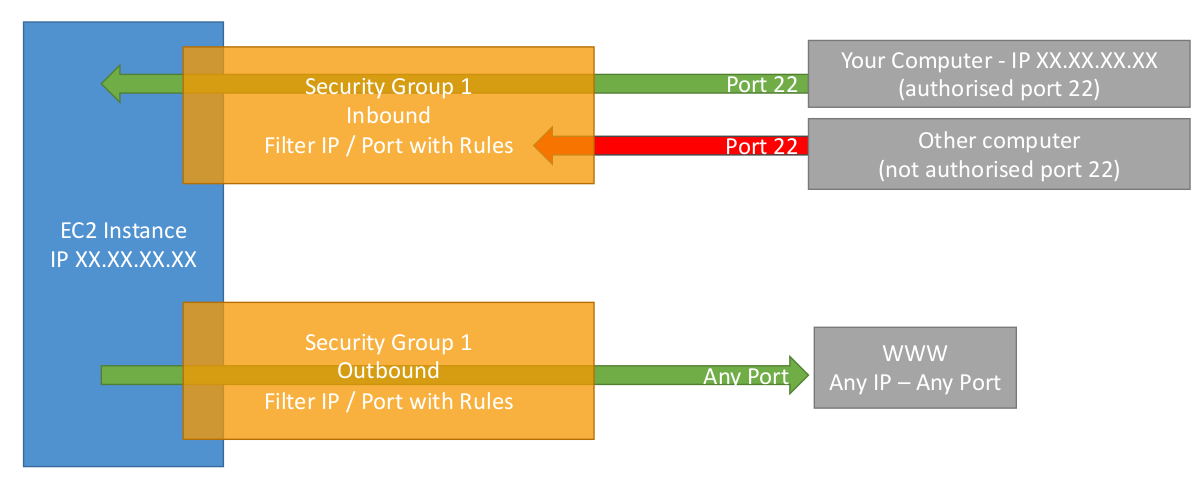 Security Group 1
Inbound
Filter IP / Port with Rules
Port 22
Your Computer - IP XX.XX.XX.XX
(authorised port 22)
Port 22
Other computer
(not authorised port 22)
EC2 Instance
IP XX.XX.XX.XX
Security Group 1
Outbound
Filter IP / Port with Rules
Any Port
WWW
Any IP – Any Port